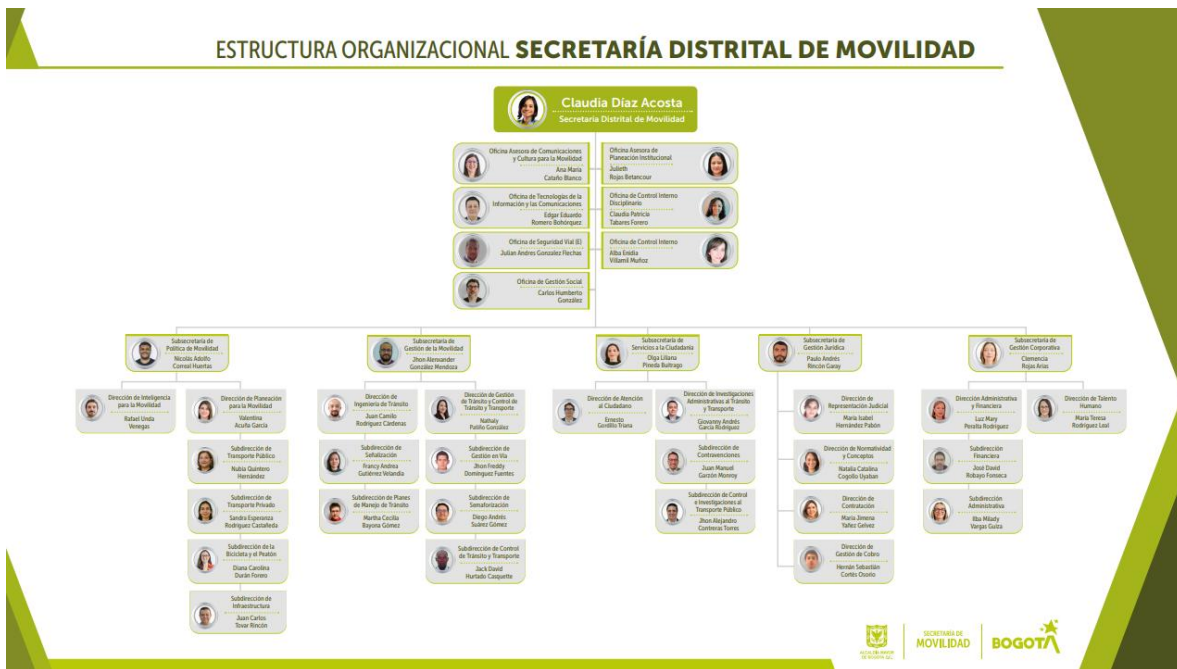 ESTRUCTURA ORGANIZACIONAL SECRETARÍA DISTRITAL DE MOVILIDAD
Claudia Díaz Acosta
Secretaria Distrital de Movilidad
Oficina Asesora de Comunicaciones
y Cultura para la Movilidad
Ana María
Cataño Blanco
Oficina Asesora de
Planeación Institucional
Julieth
Rojas Betancour
Oficina de Tecnologías de la
Información y las Comunicaciones
Edgar Eduardo
Romero Bohórquez
Oficina de Control Interno
Disciplinario
Claudia Patricia
Tabares Forero
Oficina de Seguridad Vial (E)
Julian Andres Gonzalez Flechas
Oficina de Control Interno
Alba Enidia
Villamil Muñoz
Oficina de Gestión Social
Carlos Humberto
González
Subsecretaría de
Política de Movilidad
Nicolás Adolfo
Correal Huertas
Subsecretaría de
Gestión de la Movilidad
Jhon Alexsander
González Mendoza
Subsecretaría de
Servicios a la Ciudadanía
Olga Liliana
Pineda Buitrago
Subsecretaría de
Gestión Jurídica
Paulo Andrés
Rincón Garay
Subsecretaría de
Gestión Corporativa
Clemencia
Rojas Arias
Dirección de Inteligencia
para la Movilidad
Rafael Unda
Venegas
Dirección de Planeación
para la Movilidad
Valentina
Acuña García
Subdirección de
Transporte Público
Nubia Quintero
Hernández
Subdirección de
Transporte Privado
Sandra Esperanza
Rodríguez Castañeda
Subdirección de la
Bicicleta y el Peatón
Diana Carolina
Durán Forero
Subdirección de
Infraestructura
Juan Carlos
Tovar Rincón
Dirección de
Ingeniería de Tránsito
Juan Camilo
Rodríguez Cárdenas
Subdirección de
Señalización
Francy Andrea
Gutiérrez Velandia
Subdirección de Planes
de Manejo de Tránsito
Martha Cecilia
Bayona Gómez
Dirección de Gestión
de Tránsito y Control de
Tránsito y Transporte
Nathaly
Patiño González
Subdirección de
Gestión en Vía
Jhon Freddy
Domínguez Fuentes
Subdirección de
Semaforización
Diego Andrés
Suárez Gómez
Subdirección de Control
de Tránsito y Transporte
Jack David
Hurtado Casquette
Dirección de Atención
al Ciudadano
Ernesto
Gordillo Triana
Dirección de Investigaciones
Administrativas al Tránsito
y Transporte
Giovanny Andrés
García Rodríguez
Subdirección de
Contravenciones
Juan Manuel
Garzón Monroy
Subdirección de Control
e Investigaciones al
Transporte Público
Jhon Alejandro
Contreras Torres
Dirección de
Representación Judicial
María Isabel
Hernández Pabón
Dirección de Normatividad
y Conceptos
Natalia Catalina
Cogollo Uyaban
Dirección de
Contratación
María Jimena
Yañez Gelvez
Dirección de
Gestión de Cobro
Hernán Sebastián
Cortés Osorio
Dirección Administrativa
y Financiera
Luz Mary
Peralta Rodríguez
Subdirección
Financiera
José David
Robayo Fonseca
Subdirección
Administrativa
Ilba Milady
Vargas Guiza
Dirección de Talento
Humano
María Teresa
Rodríguez Leal
ALCALDÍA MAYOR
DE BOGOTÁ D.C.
SECRETARÍA DE
MOVILIDAD
BOGOTÁ